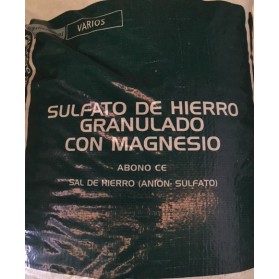 VARIOS
SULFATO DE HIERRO
GRANULADO
CON MAGNESIO
ABONO CE
SAL DE HIERRO (ANION: SULFATO)